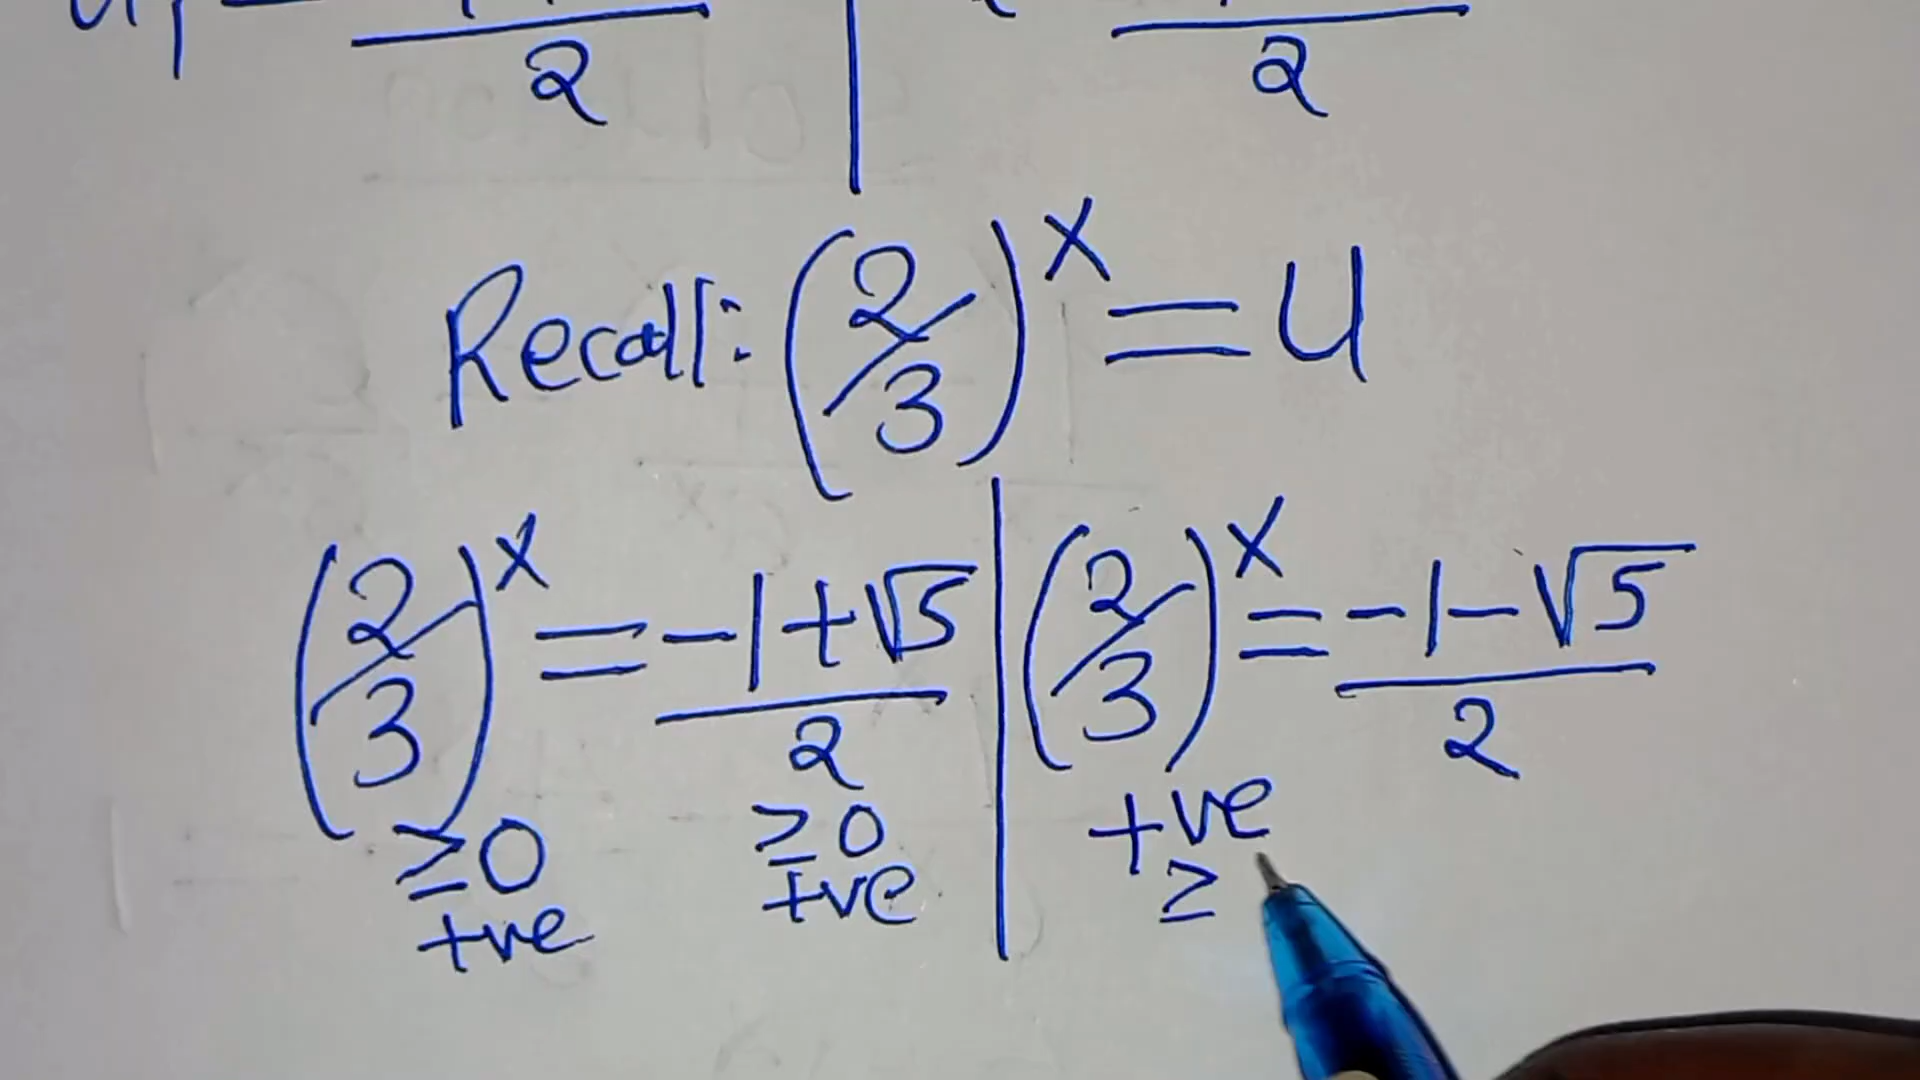 2 2
Recall: (2/3)^x = u
(2/3)^x = (-1+√5)/2 | (2/3)^x = (-1-√5)/2
≥0 ≥0 +ve
+ve +ve ≥